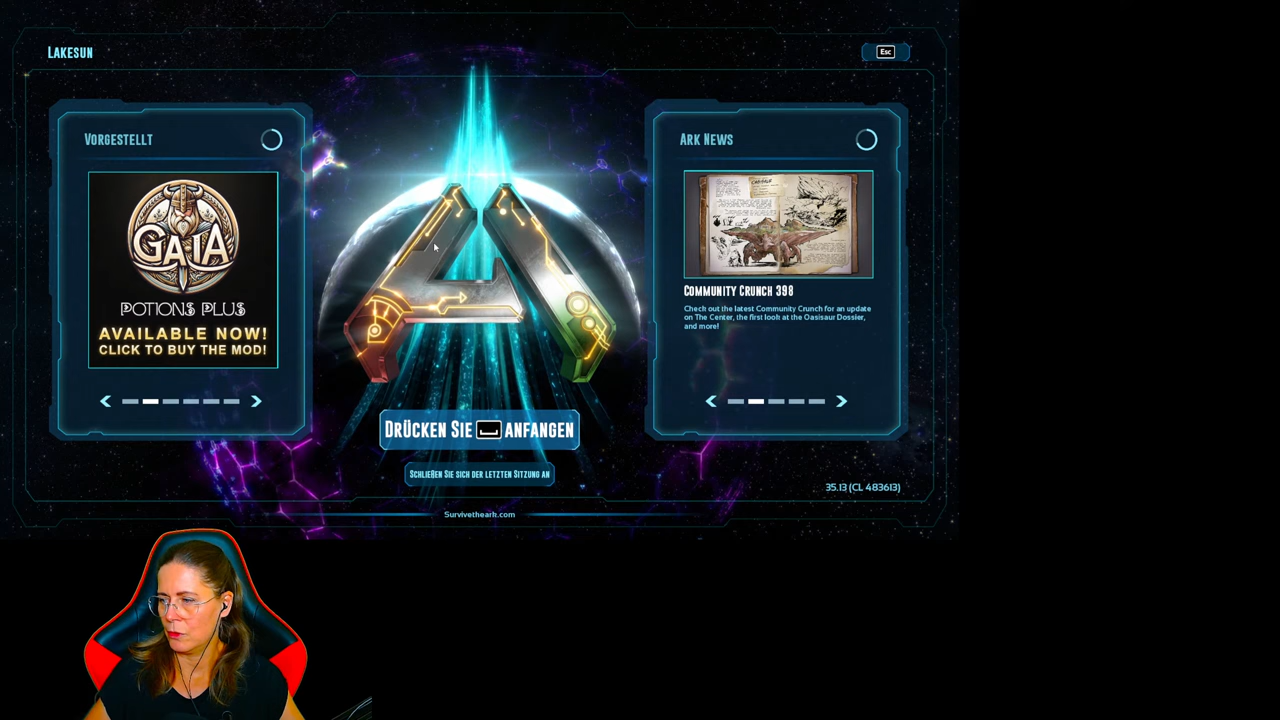 Lakesun
Esc
Vorgestellt
GAIA
POTIONS PLUS
AVAILABLE NOW!
CLICK TO BUY THE MOD!
Ark News
Community Crunch 398
Check out the latest Community Crunch for an update
on The Center, the first look at the Oasisaur Dossier,
and more!
Drücken Sie anfangen
Schließen Sie sich der letzten Sitzung an
35.13 (CL 483613)
Survivetheark.com